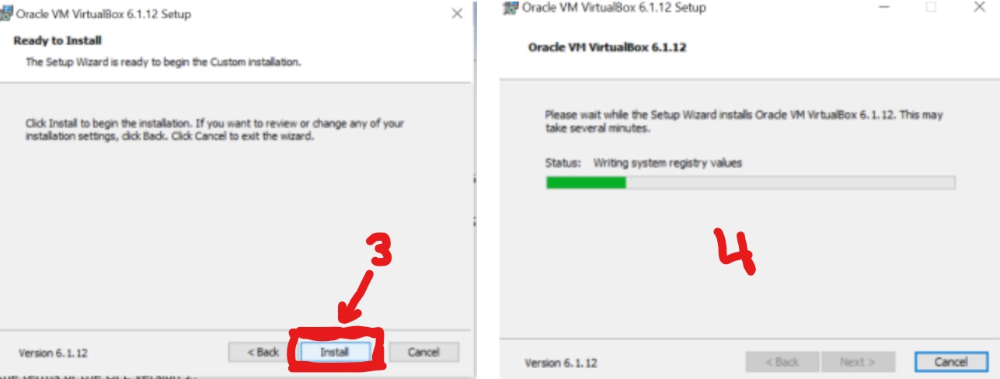 Oracle VM VirtualBox 6.1.12 Setup
Ready to Install
The Setup Wizard is ready to begin the Custom installation.
Click Install to begin the installation. If you want to review or change any of your
installation settings, click Back. Click Cancel to exit the wizard.
3
Version 6.1.12
< Back
Install
Cancel
Oracle VM VirtualBox 6.1.12 Setup
Oracle VM VirtualBox 6.1.12
Please wait while the Setup Wizard installs Oracle VM VirtualBox 6.1.12. This may
take several minutes.
Status: Writing system registry values
4
Version 6.1.12
< Back
Next >
Cancel